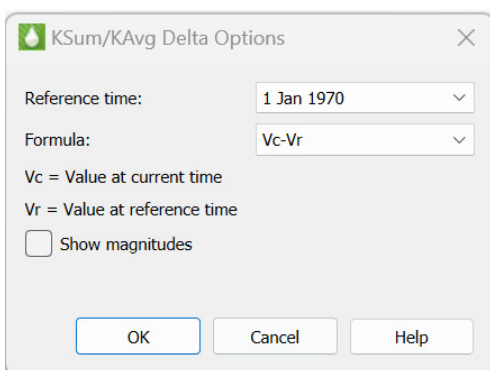 KSum/KAvg Delta Options
Reference time: 1 Jan 1970
Formula: Vc-Vr
Vc = Value at current time
Vr = Value at reference time
Show magnitudes
OK Cancel Help